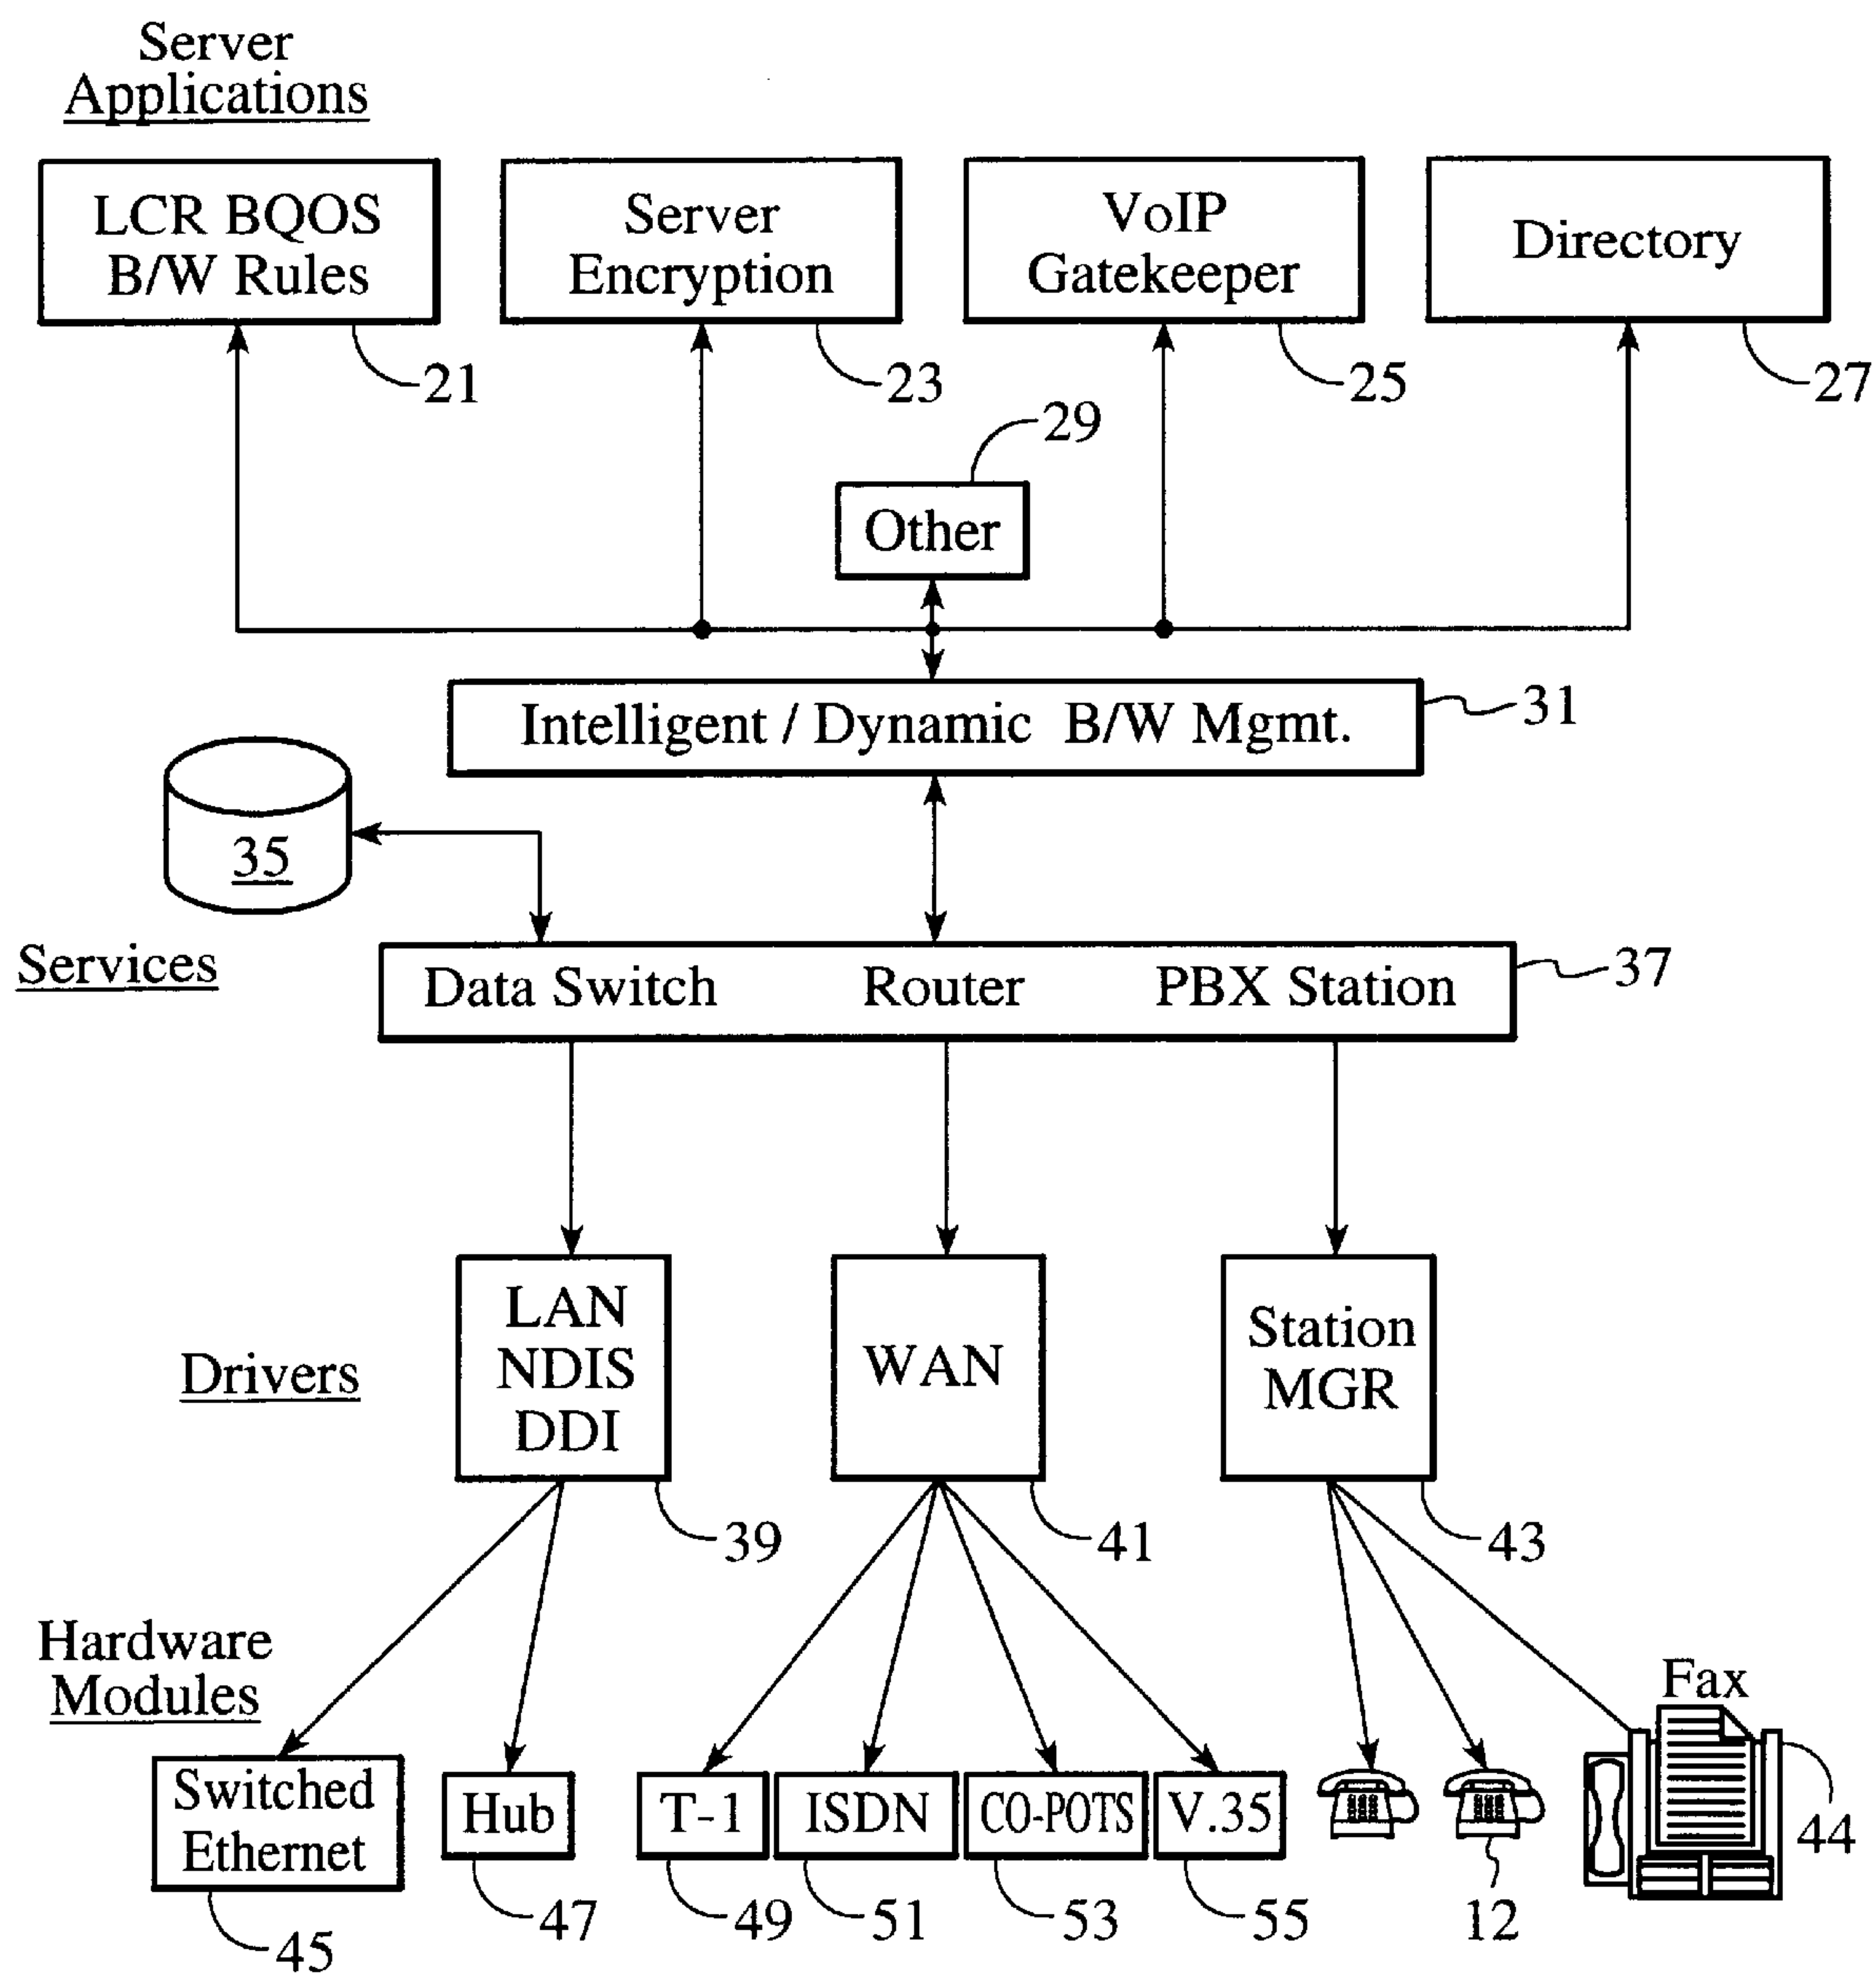 Server
Applications
LCR BQOS
B/W Rules
Server
Encryption
VoIP
Gatekeeper
Directory
21
23
25
27
29
Other
Intelligent / Dynamic B/W Mgmt.
31
35
Services
Data Switch Router PBX Station
37
Drivers
LAN
NDIS
DDI
WAN
Station
MGR
39
41
43
Hardware
Modules
Fax
Switched
Ethernet
Hub
T-1
ISDN
CO-POTS
V.35
44
45
47
49
51
53
55
12